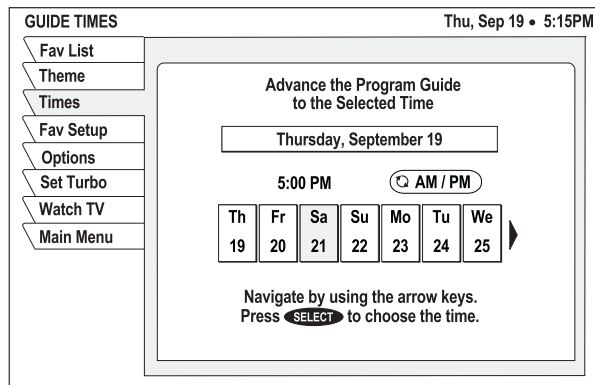 GUIDE TIMES
Thu, Sep 19 • 5:15PM
Fav List
Theme
Times
Fav Setup
Options
Set Turbo
Watch TV
Main Menu
Advance the Program Guide
to the Selected Time
Thursday, September 19
5:00 PM
AM / PM
Th Fr Sa Su Mo Tu We
19 20 21 22 23 24 25
Navigate by using the arrow keys.
Press SELECT to choose the time.